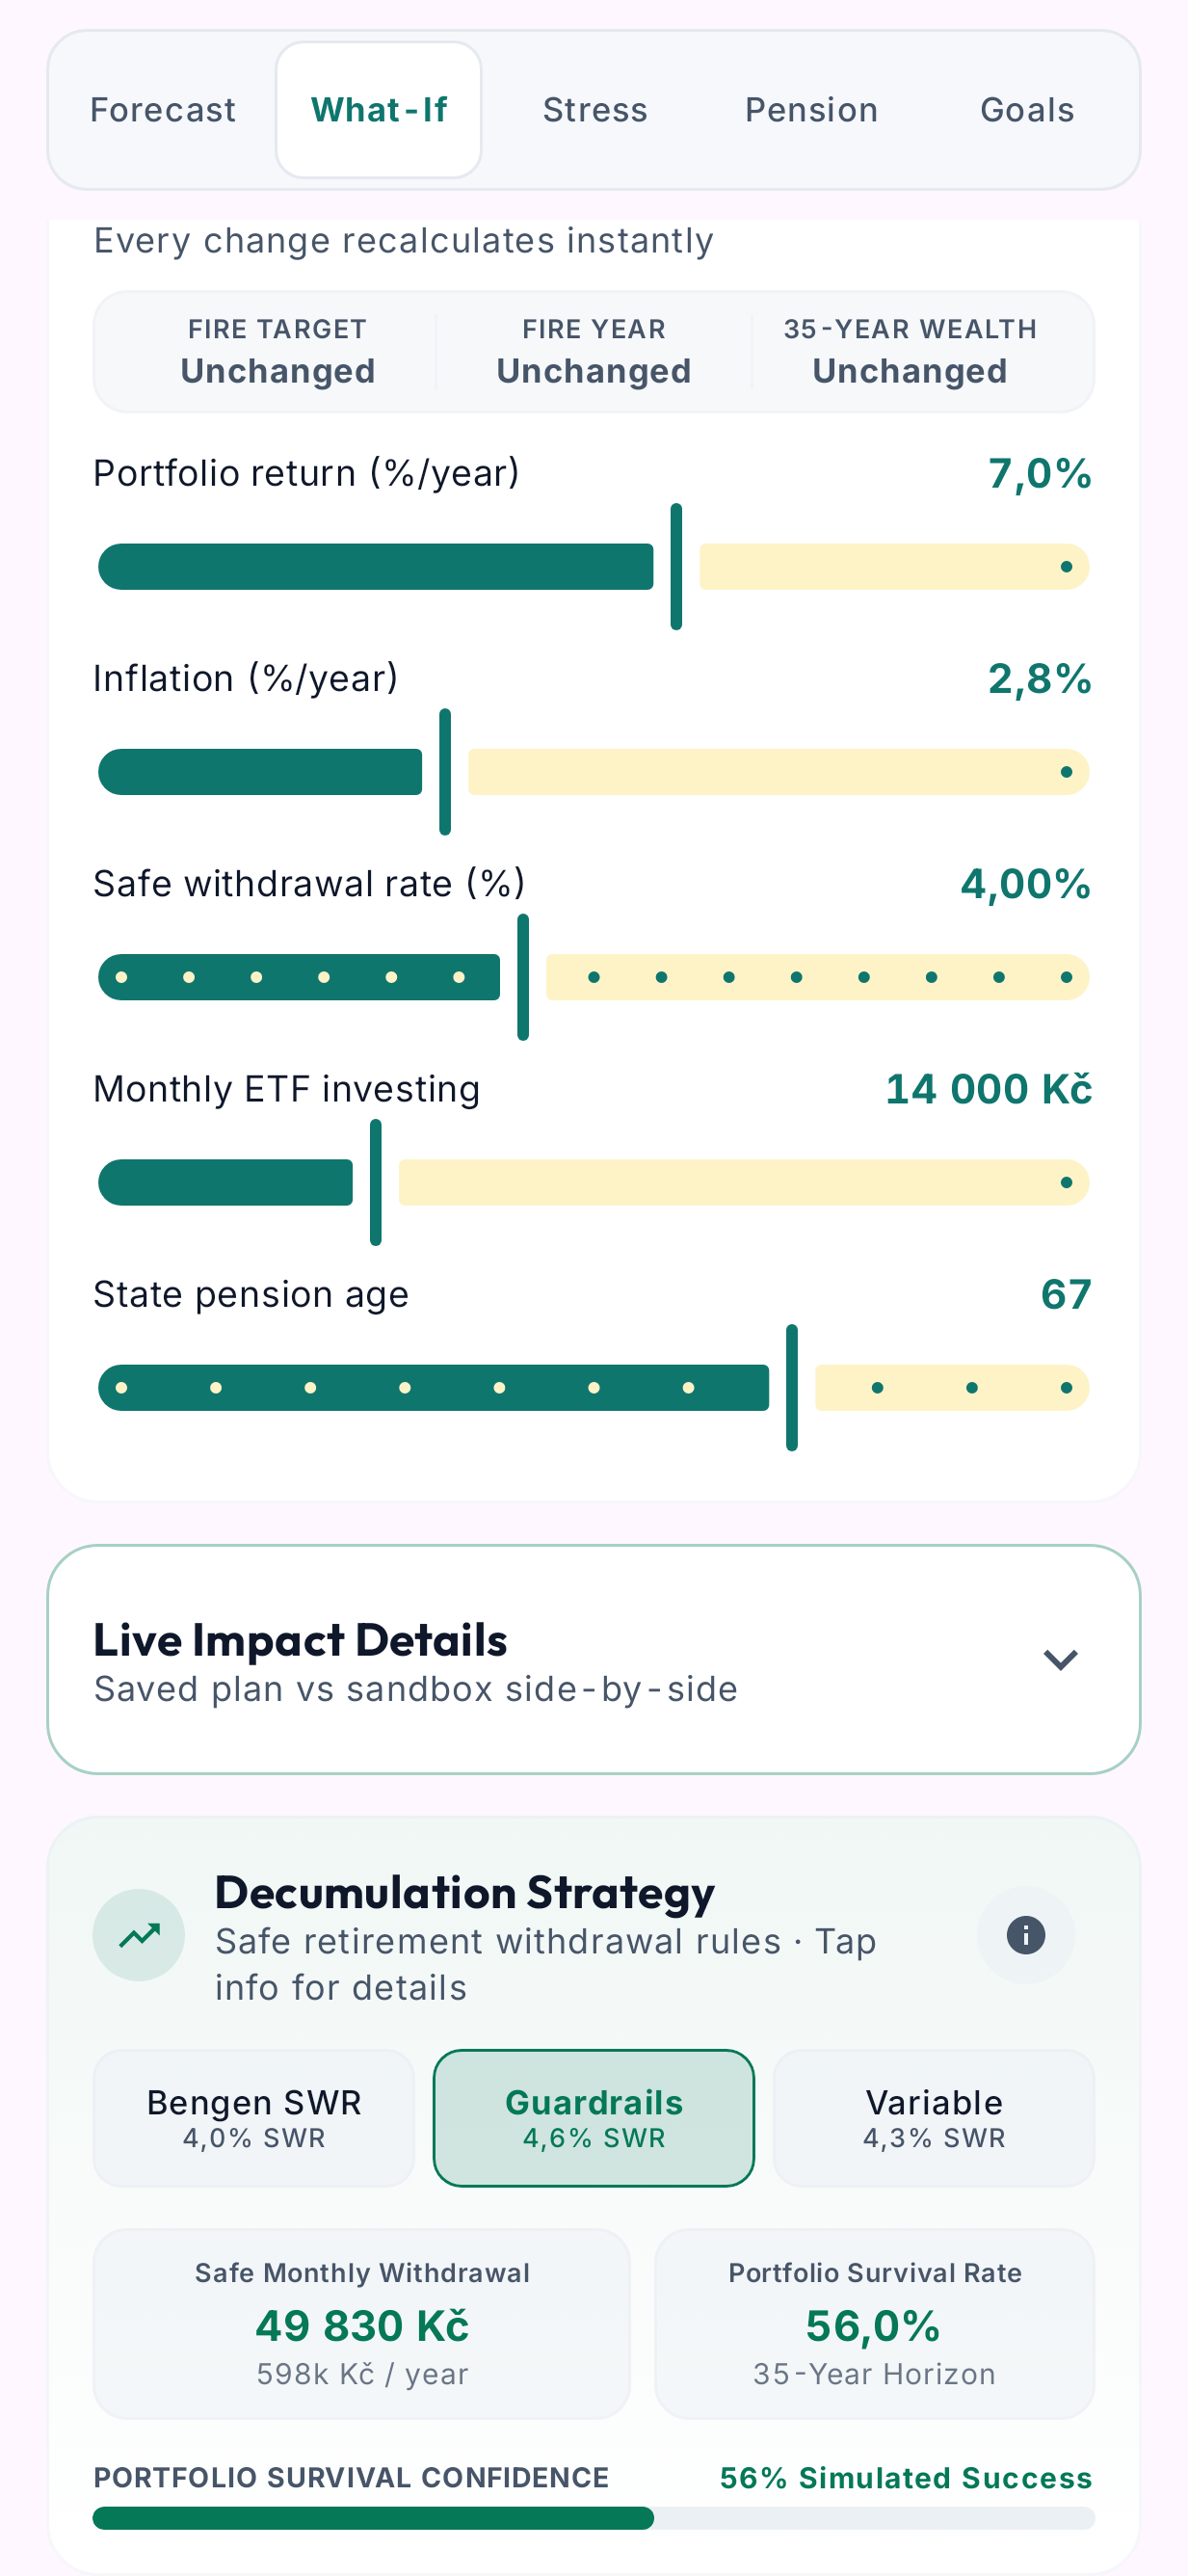 Forecast
What-If
Stress
Pension
Goals
Every change recalculates instantly
FIRE TARGET
Unchanged
FIRE YEAR
Unchanged
35-YEAR WEALTH
Unchanged
Portfolio return (%/year)
7,0%
Inflation (%/year)
2,8%
Safe withdrawal rate (%)
4,00%
Monthly ETF investing
14 000 Kč
State pension age
67
Live Impact Details
Saved plan vs sandbox side-by-side
Decumulation Strategy
Safe retirement withdrawal rules · Tap
info for details
Bengen SWR
4,0% SWR
Guardrails
4,6% SWR
Variable
4,3% SWR
Safe Monthly Withdrawal
49 830 Kč
598k Kč / year
Portfolio Survival Rate
56,0%
35-Year Horizon
PORTFOLIO SURVIVAL CONFIDENCE
56% Simulated Success